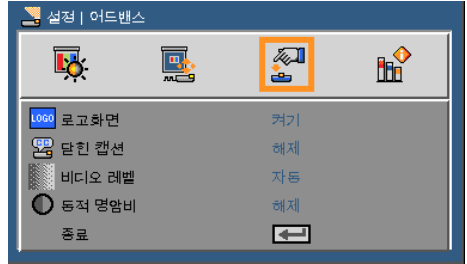 설정 | 어드밴스
LOGO 로고화면 켜기
닫힌 캡션 해제
비디오 레벨 자동
동적 명암비 해제
종료